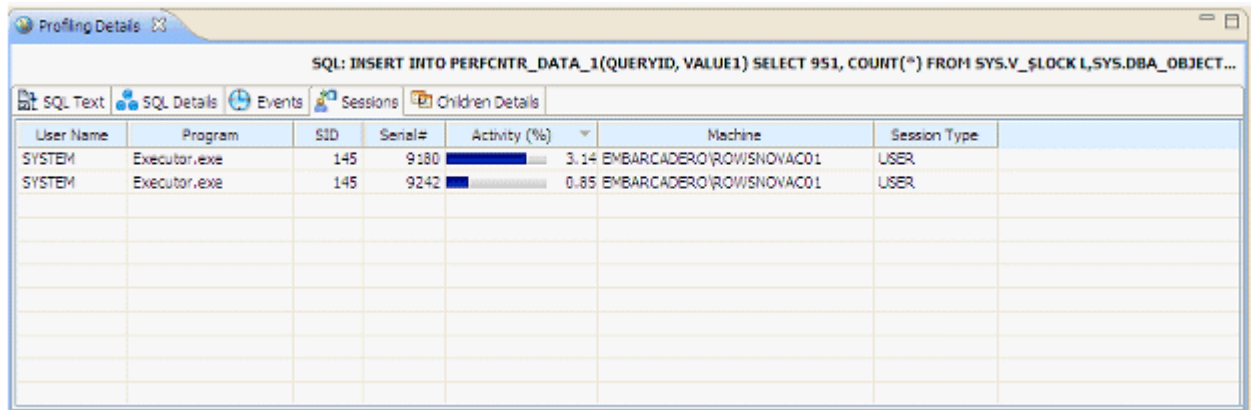 Profiling Details
SQL: INSERT INTO PERFCNTR_DATA_1(QUERYID, VALUE1) SELECT 951, COUNT(*) FROM SYS.V_$LOCK L,SYS.DBA_OBJECT...
SQL Text SQL Details Events Sessions Children Details
User Name Program SID Serial# Activity (%) Machine Session Type
SYSTEM Executor.exe 145 9180 3.14 EMBARCADERO\ROWSNOVAC01 USER
SYSTEM Executor.exe 145 9242 0.85 EMBARCADERO\ROWSNOVAC01 USER